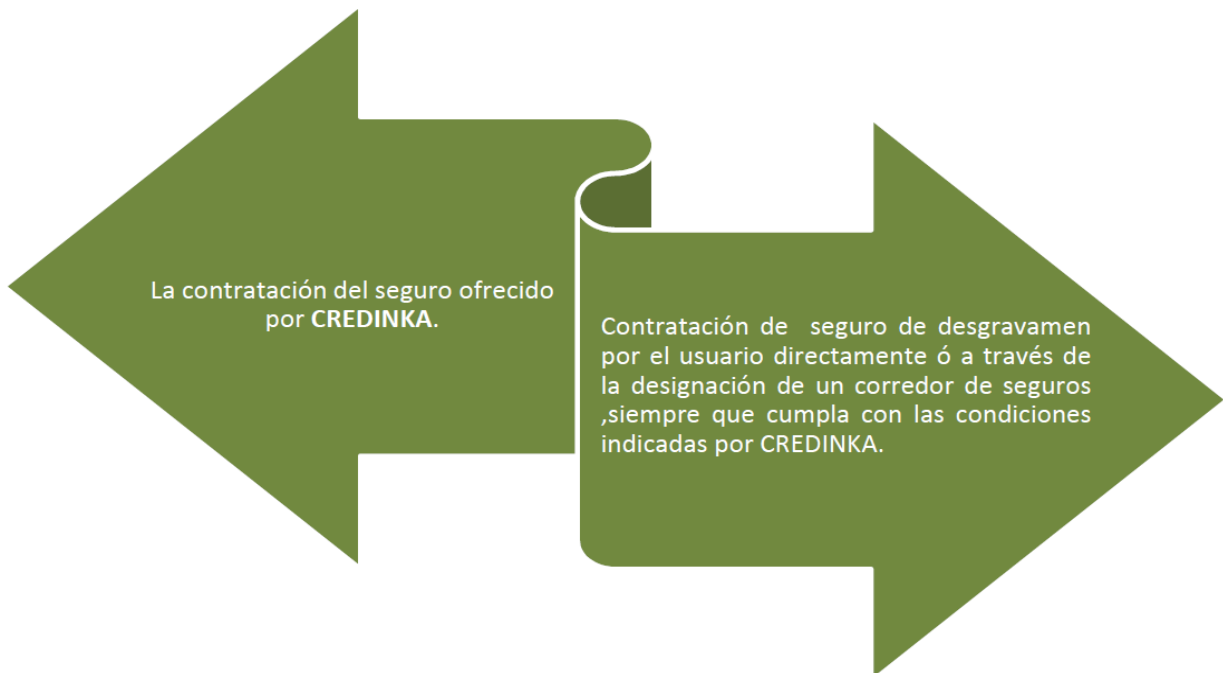 La contratación del seguro ofrecido
por CREDINKA.
Contratación de seguro de desgravamen
por el usuario directamente ó a través de
la designación de un corredor de seguros
,siempre que cumpla con las condiciones
indicadas por CREDINKA.